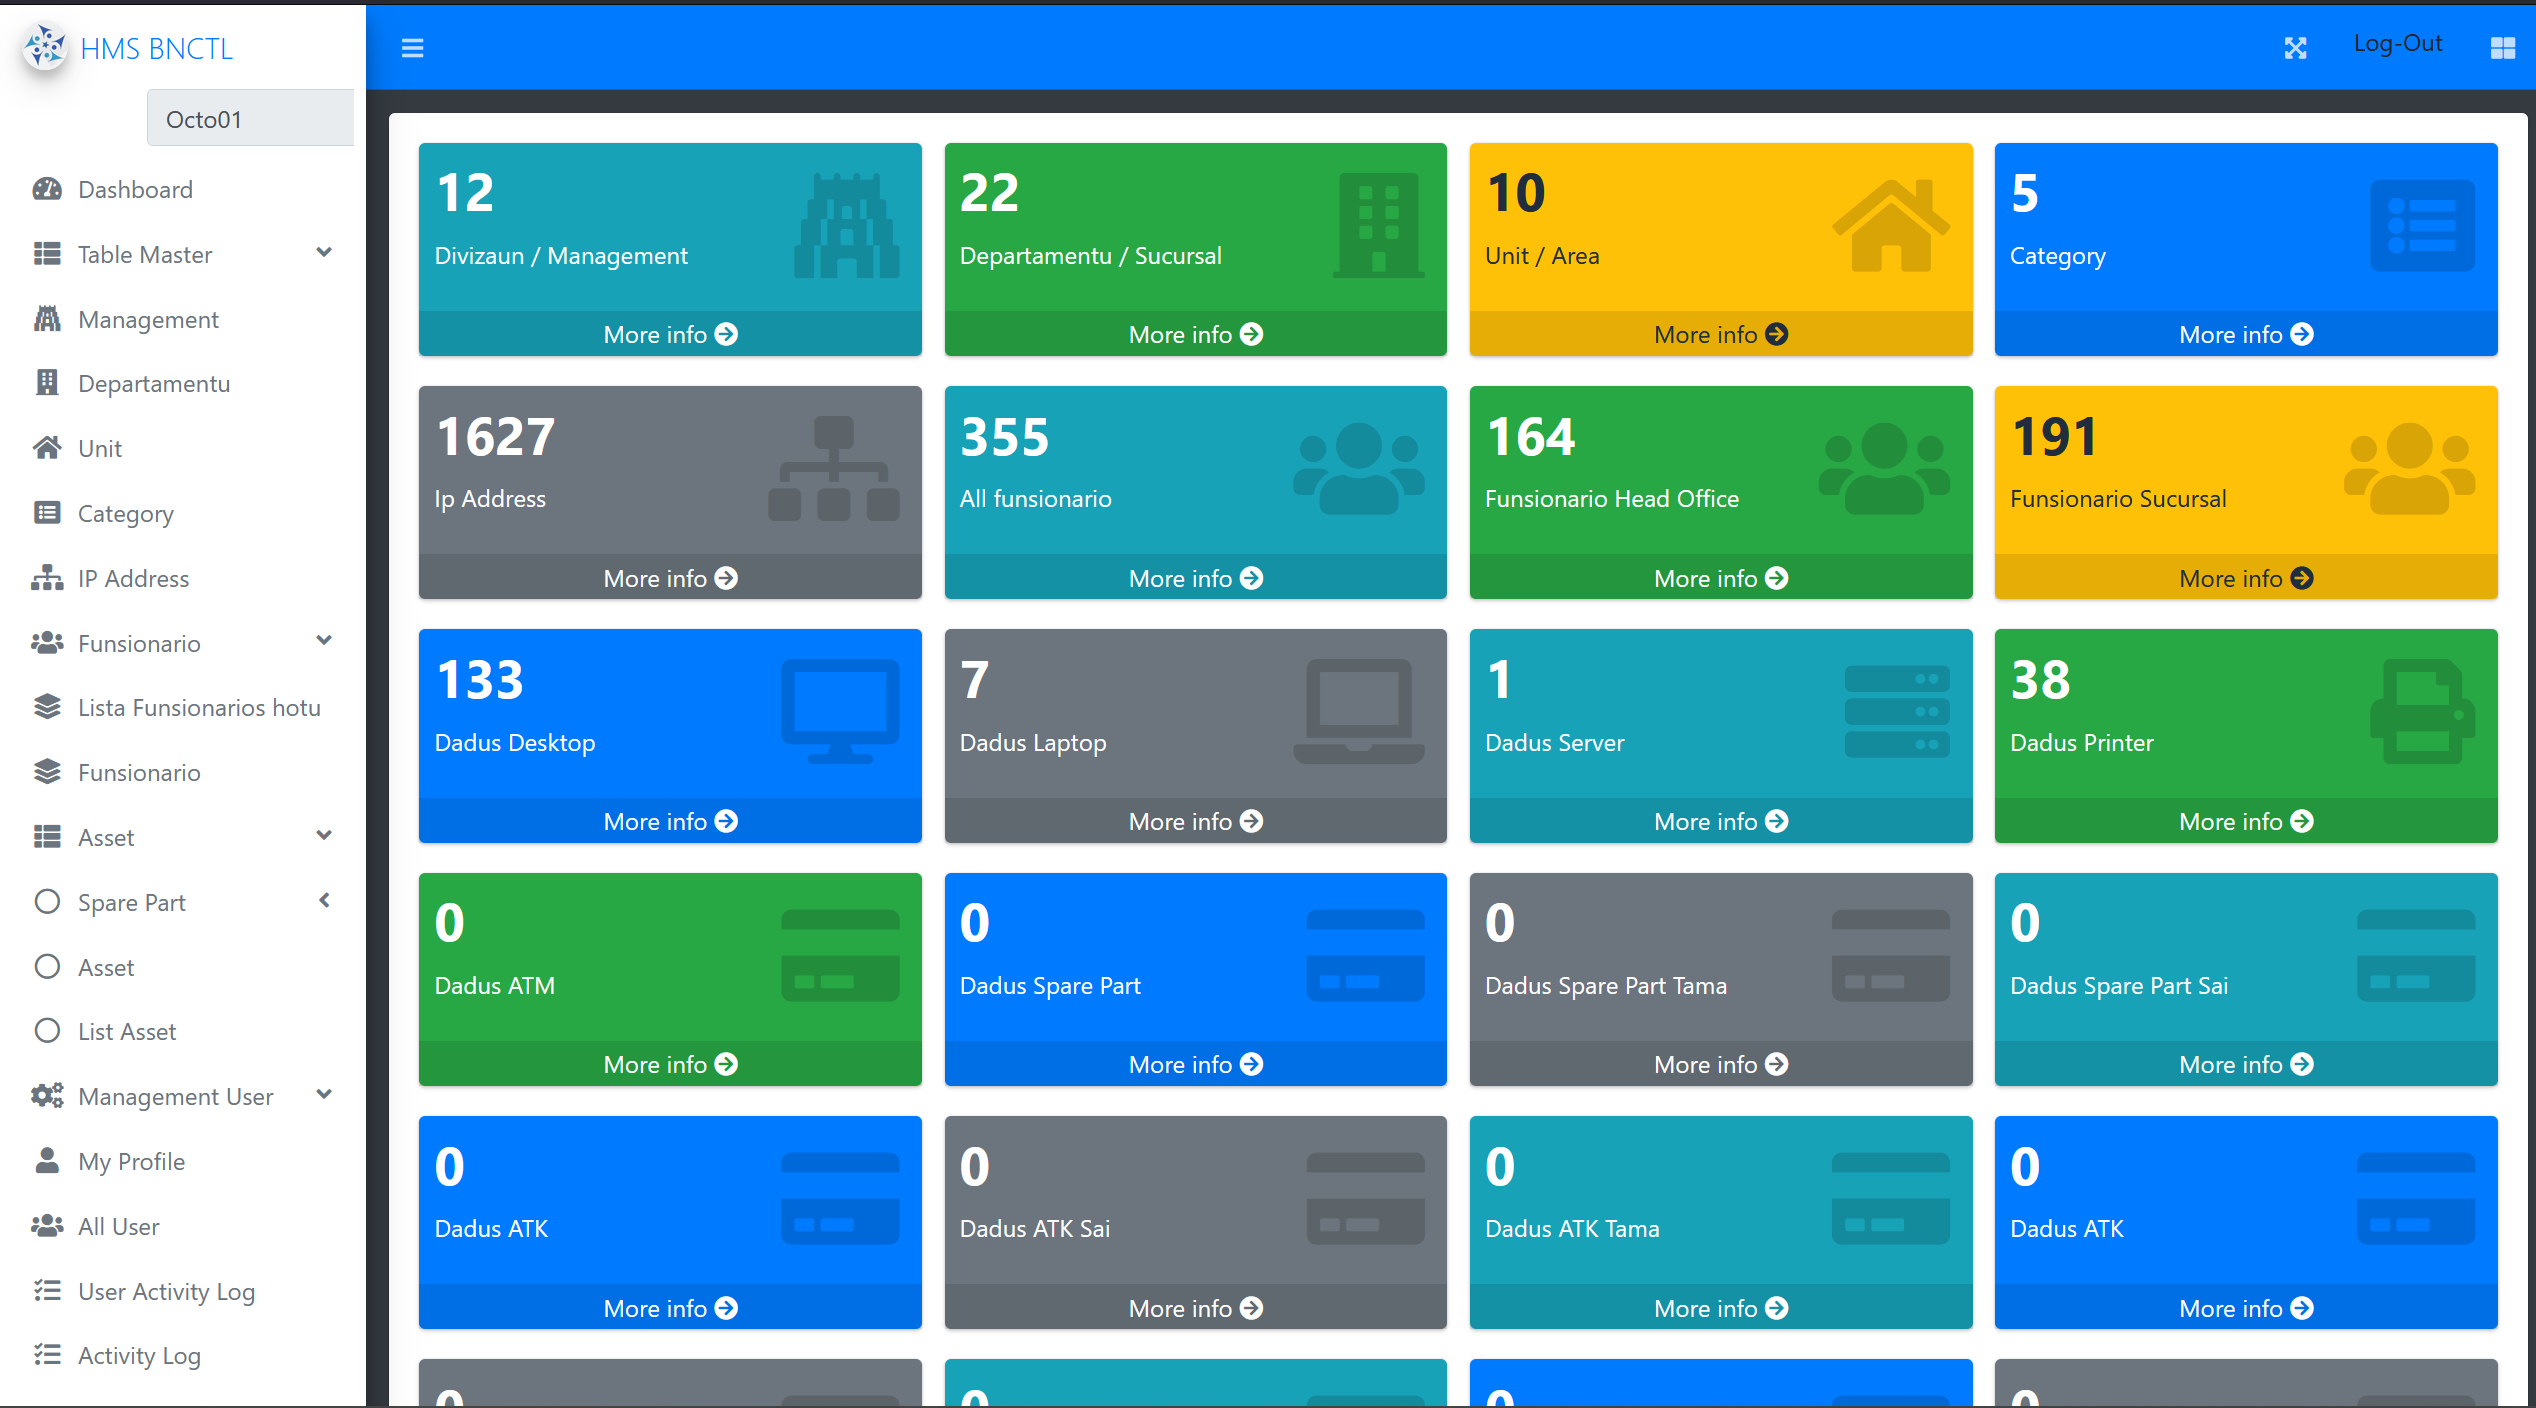 HMS BNCTL
Octo01
Dashboard
Table Master
Management
Departamentu
Unit
Category
IP Address
Funsionario
Lista Funsionarios hotu
Funsionario
Asset
Spare Part
Asset
List Asset
Management User
My Profile
All User
User Activity Log
Activity Log
Log-Out
12
Divizaun / Management
More info
22
Departamentu / Sucursal
More info
10
Unit / Area
More info
5
Category
More info
1627
Ip Address
More info
355
All funsionario
More info
164
Funsionario Head Office
More info
191
Funsionario Sucursal
More info
133
Dadus Desktop
More info
7
Dadus Laptop
More info
1
Dadus Server
More info
38
Dadus Printer
More info
0
Dadus ATM
More info
0
Dadus Spare Part
More info
0
Dadus Spare Part Tama
More info
0
Dadus Spare Part Sai
More info
0
Dadus ATK
More info
0
Dadus ATK Sai
More info
0
Dadus ATK Tama
More info
0
Dadus ATK
More info